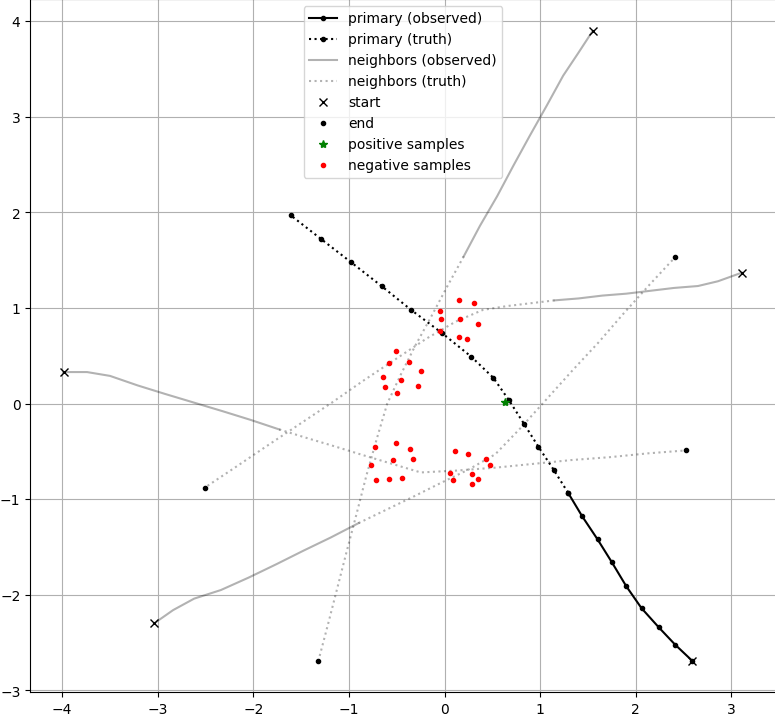 primary (observed)
primary (truth)
neighbors (observed)
neighbors (truth)
start
end
positive samples
negative samples
4
3
2
1
0
−1
−2
−3
−4 −3 −2 −1 0 1 2 3